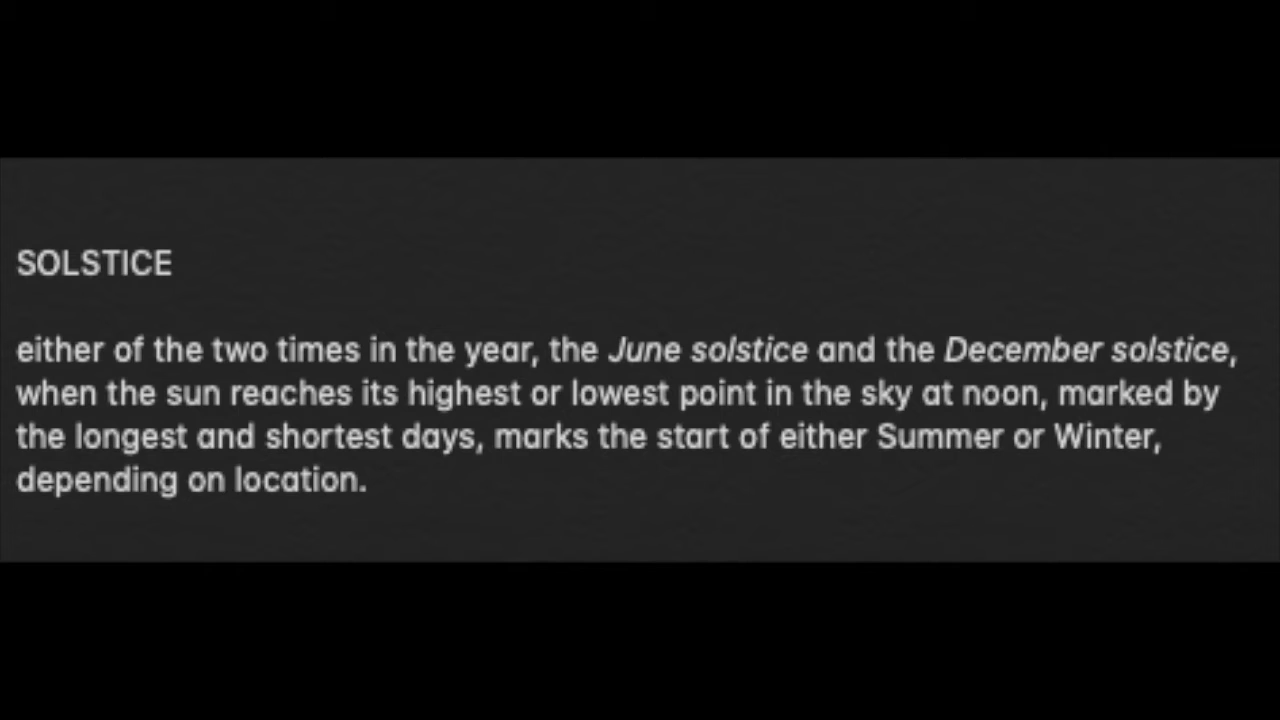 SOLSTICE
either of the two times in the year, the June solstice and the December solstice,
when the sun reaches its highest or lowest point in the sky at noon, marked by
the longest and shortest days, marks the start of either Summer or Winter,
depending on location.